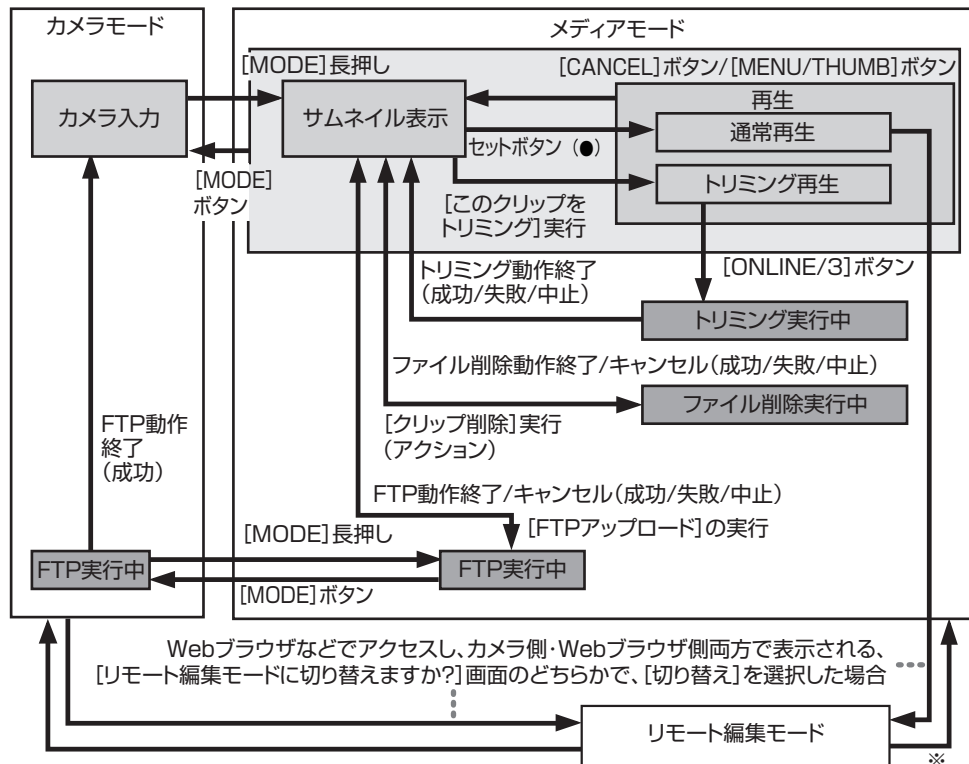 カメラモード
メディアモード
[MODE]長押し
[CANCEL]ボタン/[MENU/THUMB]ボタン
カメラ入力
サムネイル表示
再生
通常再生
セットボタン（●）
トリミング再生
[MODE]
ボタン
[このクリップを
トリミング]実行
トリミング動作終了
（成功/失敗/中止）
[ONLINE/3]ボタン
トリミング実行中
ファイル削除動作終了/キャンセル（成功/失敗/中止）
ファイル削除実行中
[クリップ削除]実行
（アクション）
FTP動作
終了
（成功）
FTP動作終了/キャンセル（成功/失敗/中止）
[FTPアップロード]の実行
[MODE]長押し
FTP実行中
FTP実行中
[MODE]ボタン
Webブラウザなどでアクセスし、カメラ側・Webブラウザ側両方で表示される、
[リモート編集モードに切り替えますか?]画面のどちらかで、[切り替え]を選択した場合
リモート編集モード
※